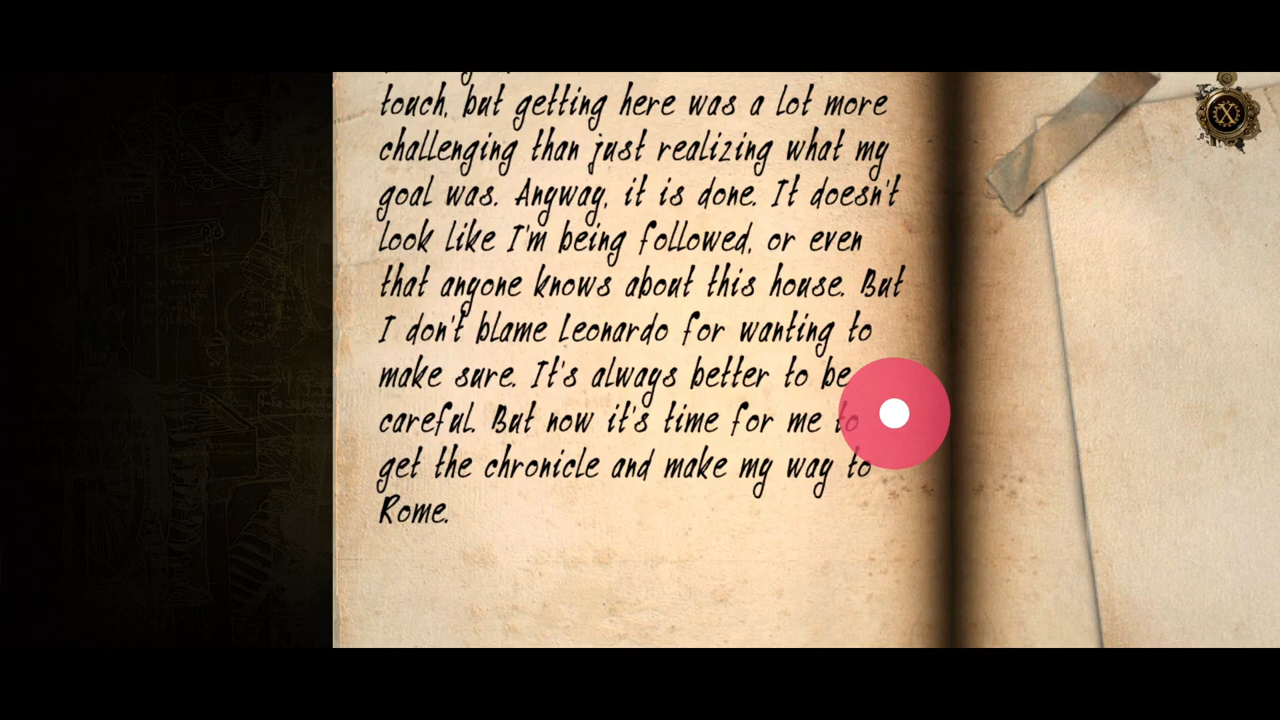 touch, but getting here was a lot more
challenging than just realizing what my
goal was. Anyway, it is done. It doesn't
look like I'm being followed, or even
that anyone knows about this house. But
I don't blame Leonardo for wanting to
make sure. It's always better to be
careful. But now it's time for me to
get the chronicle and make my way to
Rome.
X